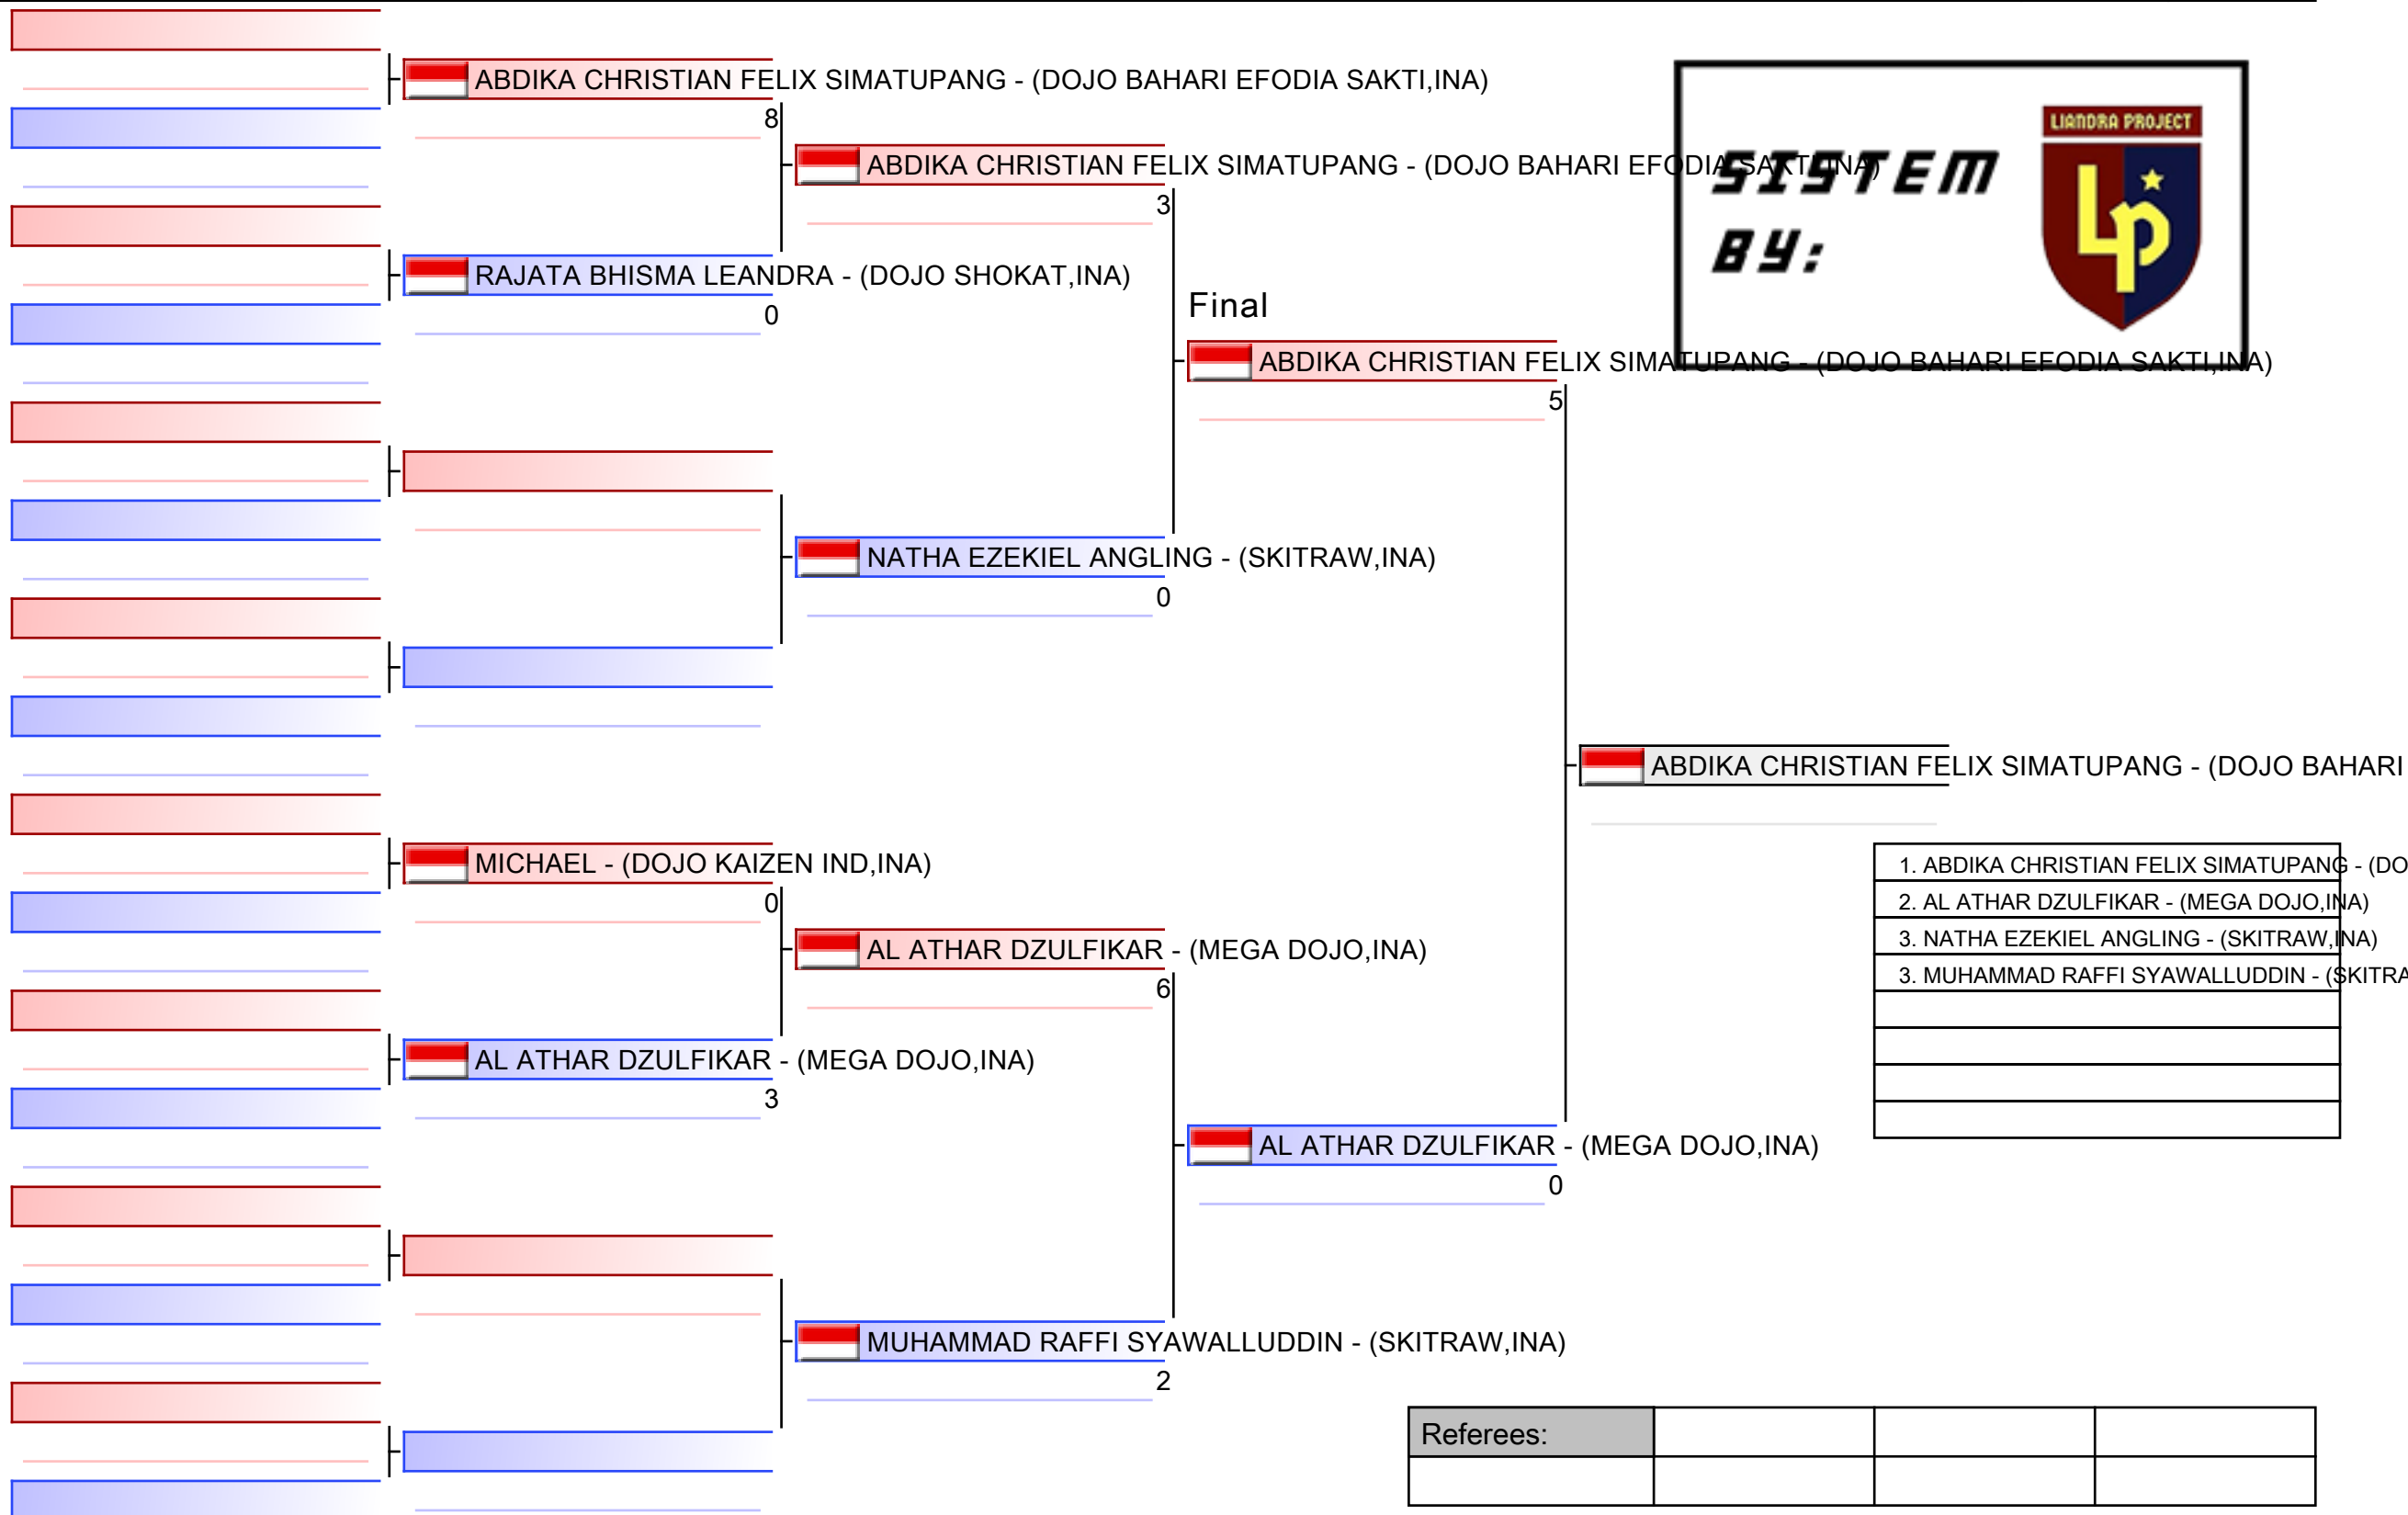 ABDIKA CHRISTIAN FELIX SIMATUPANG - (DOJO BAHARI EFODIA SAKTI,INA)
8
RAJATA BHISMA LEANDRA - (DOJO SHOKAT,INA)
0
MICHAEL - (DOJO KAIZEN IND,INA)
0
AL ATHAR DZULFIKAR - (MEGA DOJO,INA)
3
ABDIKA CHRISTIAN FELIX SIMATUPANG - (DOJO BAHARI EFODIA SAKTI,INA)
3
NATHA EZEKIEL ANGLING - (SKITRAW,INA)
0
AL ATHAR DZULFIKAR - (MEGA DOJO,INA)
6
MUHAMMAD RAFFI SYAWALLUDDIN - (SKITRAW,INA)
2
Final
ABDIKA CHRISTIAN FELIX SIMATUPANG - (DOJO BAHARI EFODIA SAKTI,INA)
5
AL ATHAR DZULFIKAR - (MEGA DOJO,INA)
0
SISTEM
BY:
LIANDRA PROJECT
LP
ABDIKA CHRISTIAN FELIX SIMATUPANG - (DOJO BAHARI
1. ABDIKA CHRISTIAN FELIX SIMATUPANG - (DO
2. AL ATHAR DZULFIKAR - (MEGA DOJO,INA)
3. NATHA EZEKIEL ANGLING - (SKITRAW,INA)
3. MUHAMMAD RAFFI SYAWALLUDDIN - (SKITRA
Referees: